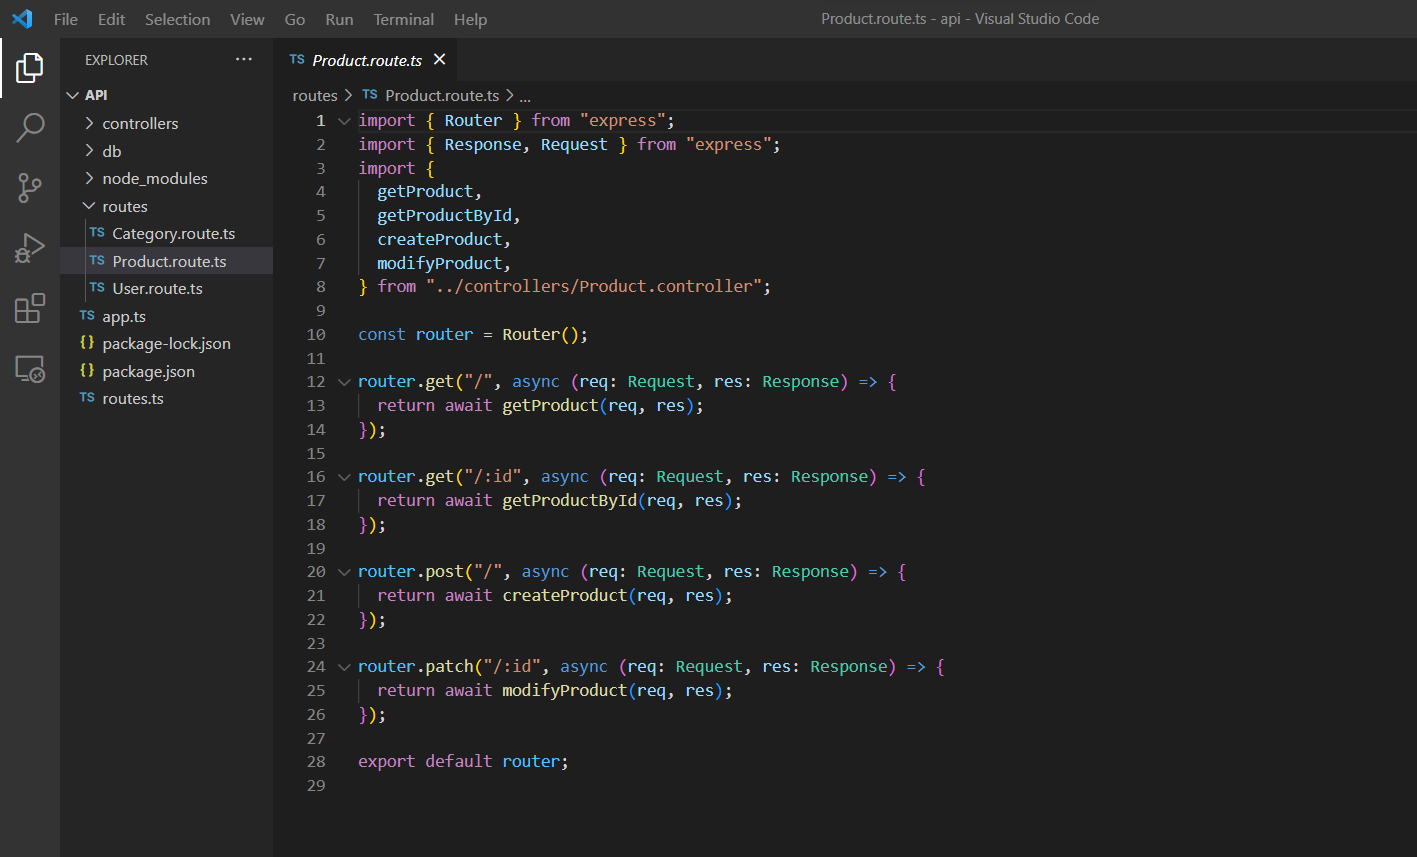 File Edit Selection View Go Run Terminal Help
Product.route.ts - api - Visual Studio Code
EXPLORER ...
API
controllers
db
node_modules
routes
TS Category.route.ts
TS Product.route.ts
TS User.route.ts
TS app.ts
{} package-lock.json
{} package.json
TS routes.ts
TS Product.route.ts ×
routes > TS Product.route.ts > ...
1 import { Router } from "express";
2 import { Response, Request } from "express";
3 import {
4   getProduct,
5   getProductById,
6   createProduct,
7   modifyProduct,
8 } from "../controllers/Product.controller";
9
10 const router = Router();
11
12 router.get("/", async (req: Request, res: Response) => {
13   return await getProduct(req, res);
14 });
15
16 router.get("/:id", async (req: Request, res: Response) => {
17   return await getProductById(req, res);
18 });
19
20 router.post("/", async (req: Request, res: Response) => {
21   return await createProduct(req, res);
22 });
23
24 router.patch("/:id", async (req: Request, res: Response) => {
25   return await modifyProduct(req, res);
26 });
27
28 export default router;
29